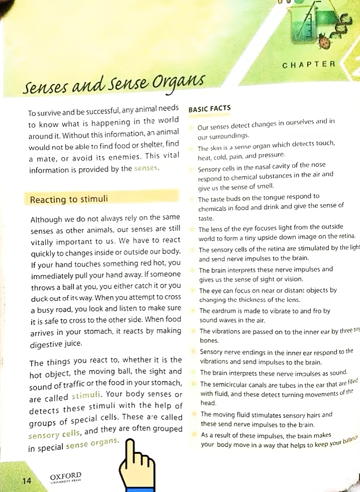 CHAPTER
Senses and Sense Organs
To survive and be successful, any animal needs
to know what is happening in the world
around it. Without this information, an animal
would not be able to find food or shelter, find
a mate, or avoid its enemies. This vital
information is provided by the senses.
Reacting to stimuli
Although we do not always rely on the same
senses as other animals, our senses are still
vitally important to us. We have to react
quickly to changes inside or outside our body.
If your hand touches something red hot, you
immediately pull your hand away. If someone
throws a ball at you, you either catch it or you
duck out of its way. When you attempt to cross
a busy road, you look and listen to make sure
it is safe to cross to the other side. When food
arrives in your stomach, it reacts by making
digestive juice.
The things you react to, whether it is the
hot object, the moving ball, the sight and
sound of traffic or the food in your stomach,
are called stimuli. Your body senses or
detects these stimuli with the help of
groups of special cells. These are called
sensory cells, and they are often grouped
in special sense organs.
BASIC FACTS
Our senses detect changes in ourselves and in
our surroundings.
The skin is a sense organ which detects touch,
heat, cold, pain, and pressure.
Sensory cells in the nasal cavity of the nose
respond to chemical substances in the air and
give us the sense of smell.
The taste buds on the tongue respond to
chemicals in food and drink and give the sense of
taste.
The lens of the eye focuses light from the outside
world to form a tiny upside down image on the retina.
The sensory cells of the retina are stimulated by the light
and send nerve impulses to the brain.
The brain interprets these nerve impulses and
gives us the sense of sight or vision.
The eye can focus on near or distant objects by
changing the thickness of the lens.
The eardrum is made to vibrate to and fro by
sound waves in the air.
The vibrations are passed on to the inner ear by three tiny
bones.
Sensory nerve endings in the inner ear respond to the
vibrations and send impulses to the brain.
The brain interprets these nerve impulses as sound.
The semicircular canals are tubes in the ear that are filled
with fluid, and these detect turning movements of the
head.
The moving fluid stimulates sensory hairs and
these send nerve impulses to the brain.
As a result of these impulses, the brain makes
your body move in a way that helps to keep your balance
14
OXFORD
UNIVERSITY PRESS